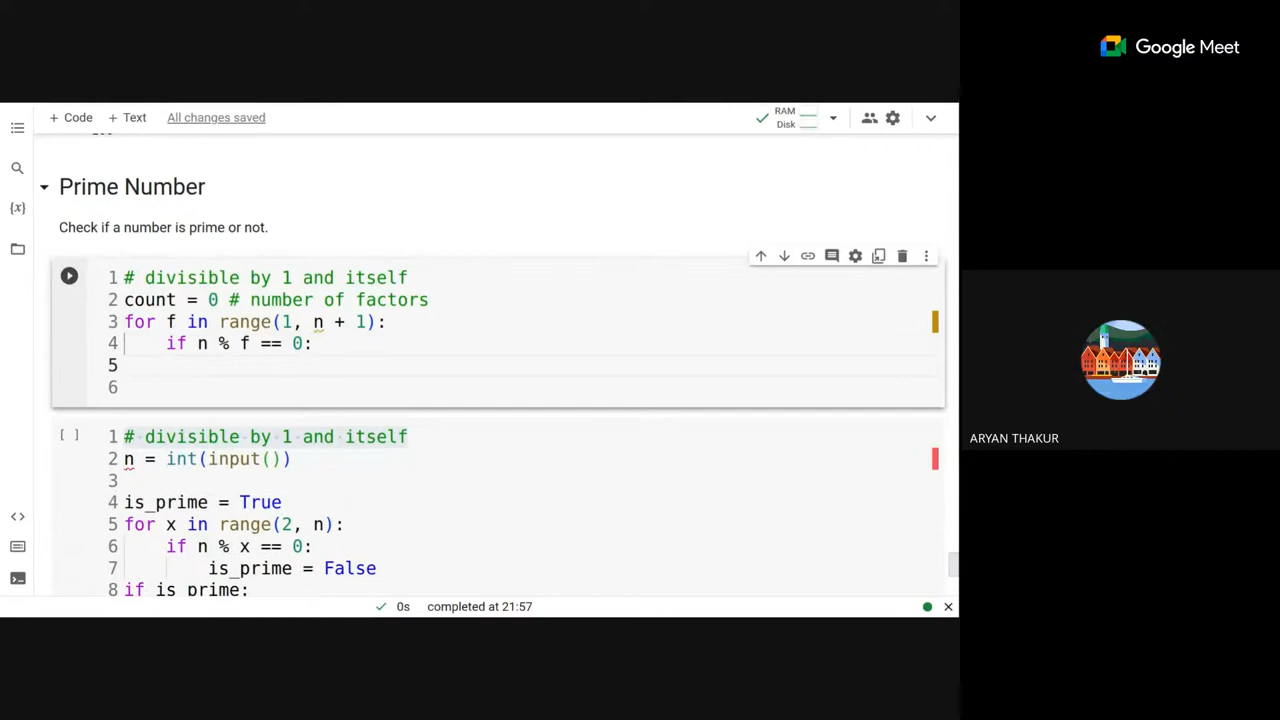 Google Meet
+ Code + Text All changes saved
RAM
Disk
Prime Number
Check if a number is prime or not.
1 # divisible by 1 and itself
2 count = 0 # number of factors
3 for f in range(1, n + 1):
4 if n % f == 0:
5
6
[ ] 1 # divisible by 1 and itself
2 n = int(input())
3
4 is_prime = True
5 for x in range(2, n):
6 if n % x == 0:
7 is_prime = False
8 if is_prime:
0s completed at 21:57
ARYAN THAKUR